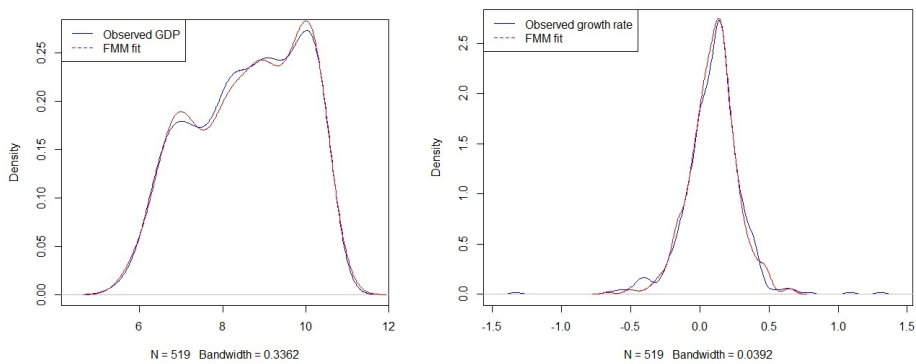 Observed GDP
FMM fit
Density
0.00
0.05
0.10
0.15
0.20
0.25
6
8
10
12
N = 519 Bandwidth = 0.3362
Observed growth rate
FMM fit
Density
0.0
0.5
1.0
1.5
2.0
2.5
-1.5
-1.0
-0.5
0.0
0.5
1.0
1.5
N = 519 Bandwidth = 0.0392